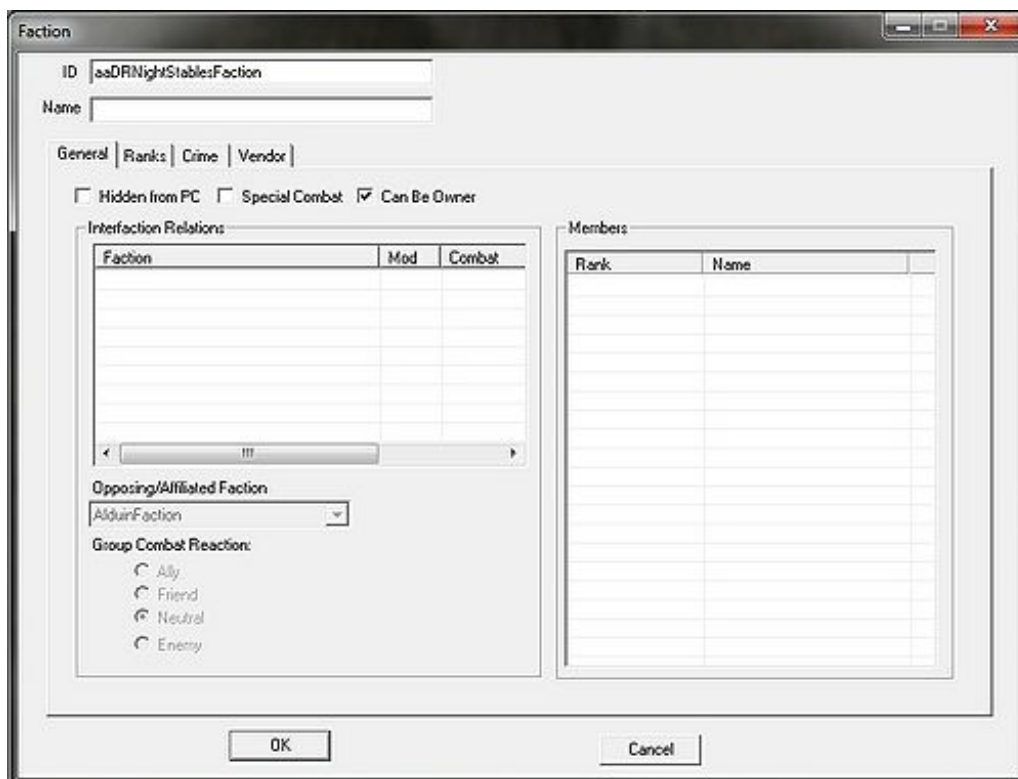 Faction
ID aaDRNightStablesFaction
Name
General Ranks Crime Vendor
Hidden from PC Special Combat Can Be Owner
Interfaction Relations
Faction Mod Combat
Members
Rank Name
Opposing/Affiliated Faction
AlduinFaction
Group Combat Reaction:
Ally
Friend
Neutral
Enemy
OK Cancel